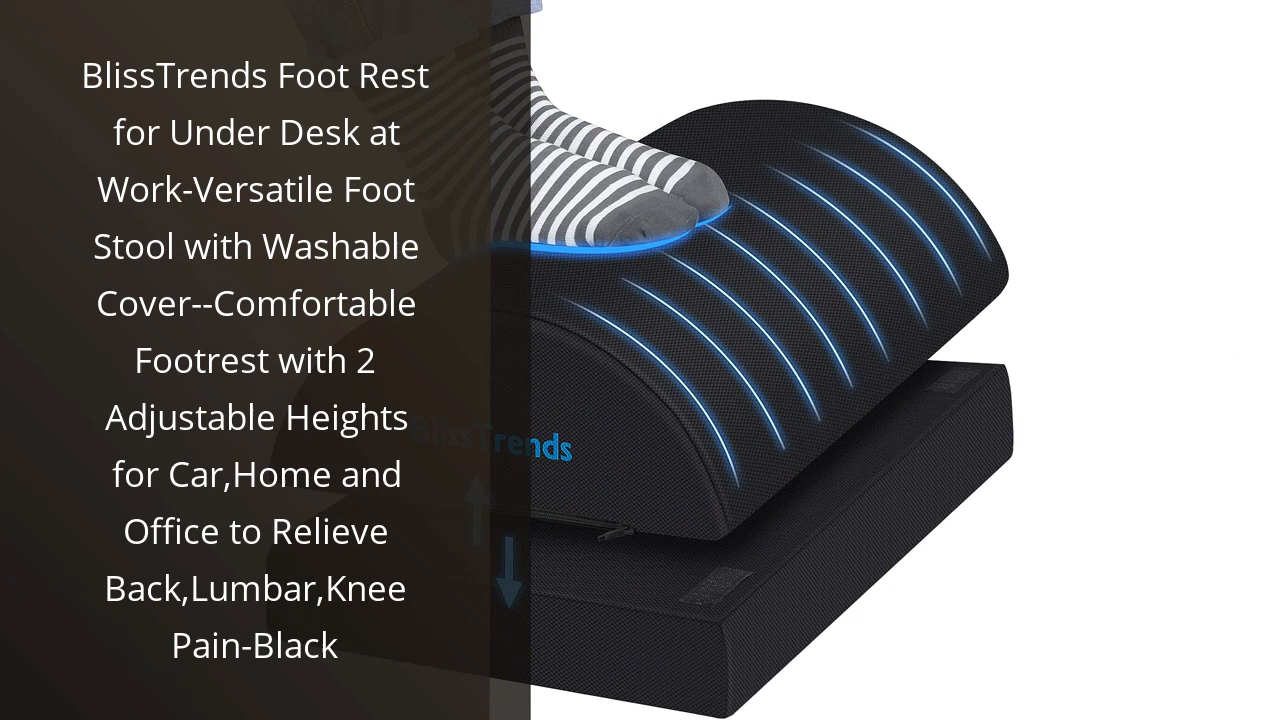 BlissTrends Foot Rest
for Under Desk at
Work-Versatile Foot
Stool with Washable
Cover--Comfortable
Footrest with 2
Adjustable Heights
for Car,Home and
Office to Relieve
Back,Lumbar,Knee
Pain-Black
BlissTrends